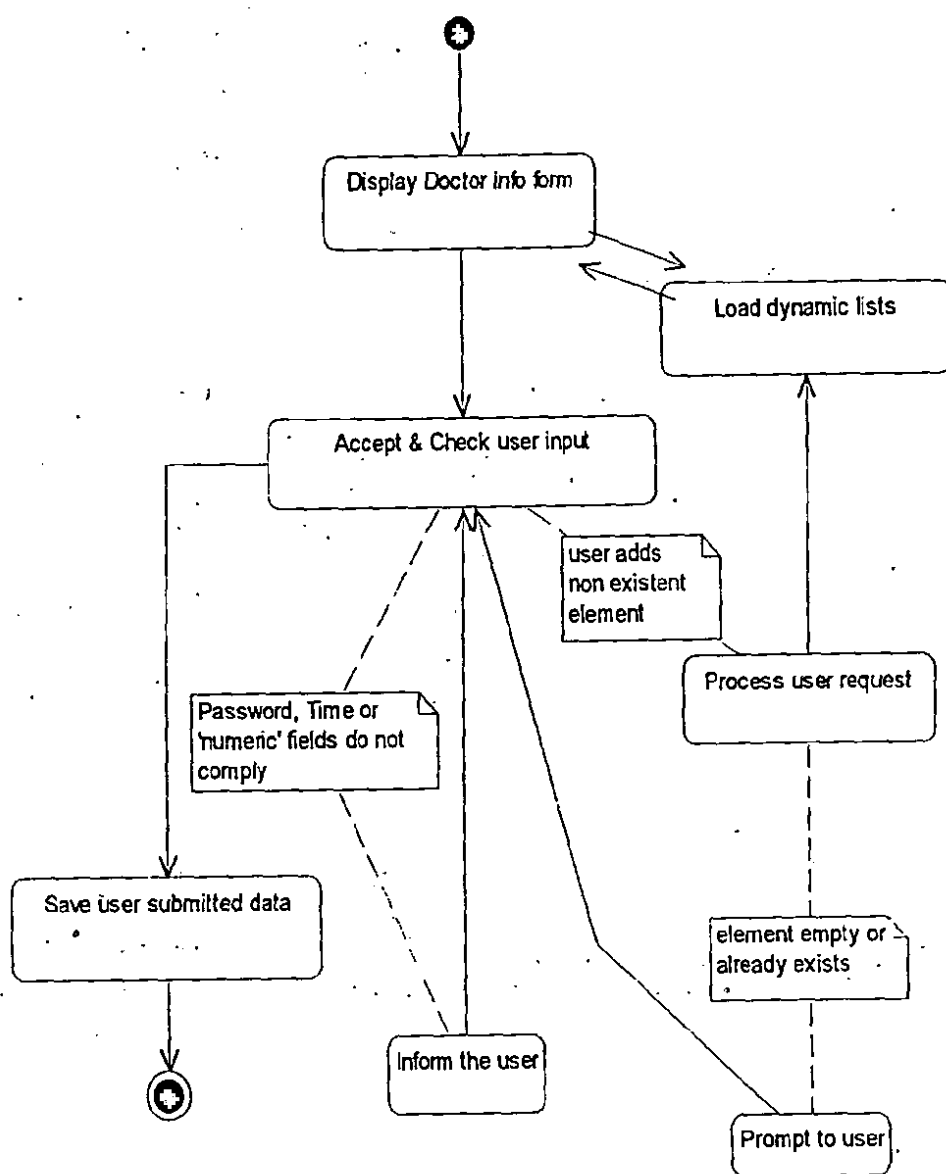 Display Doctor info form
Load dynamic lists
Accept & Check user input
user adds
non existent
element
Process user request
Password, Time or
'numeric' fields do not
comply
Save user submitted data
element empty or
already exists
Inform the user
Prompt to user